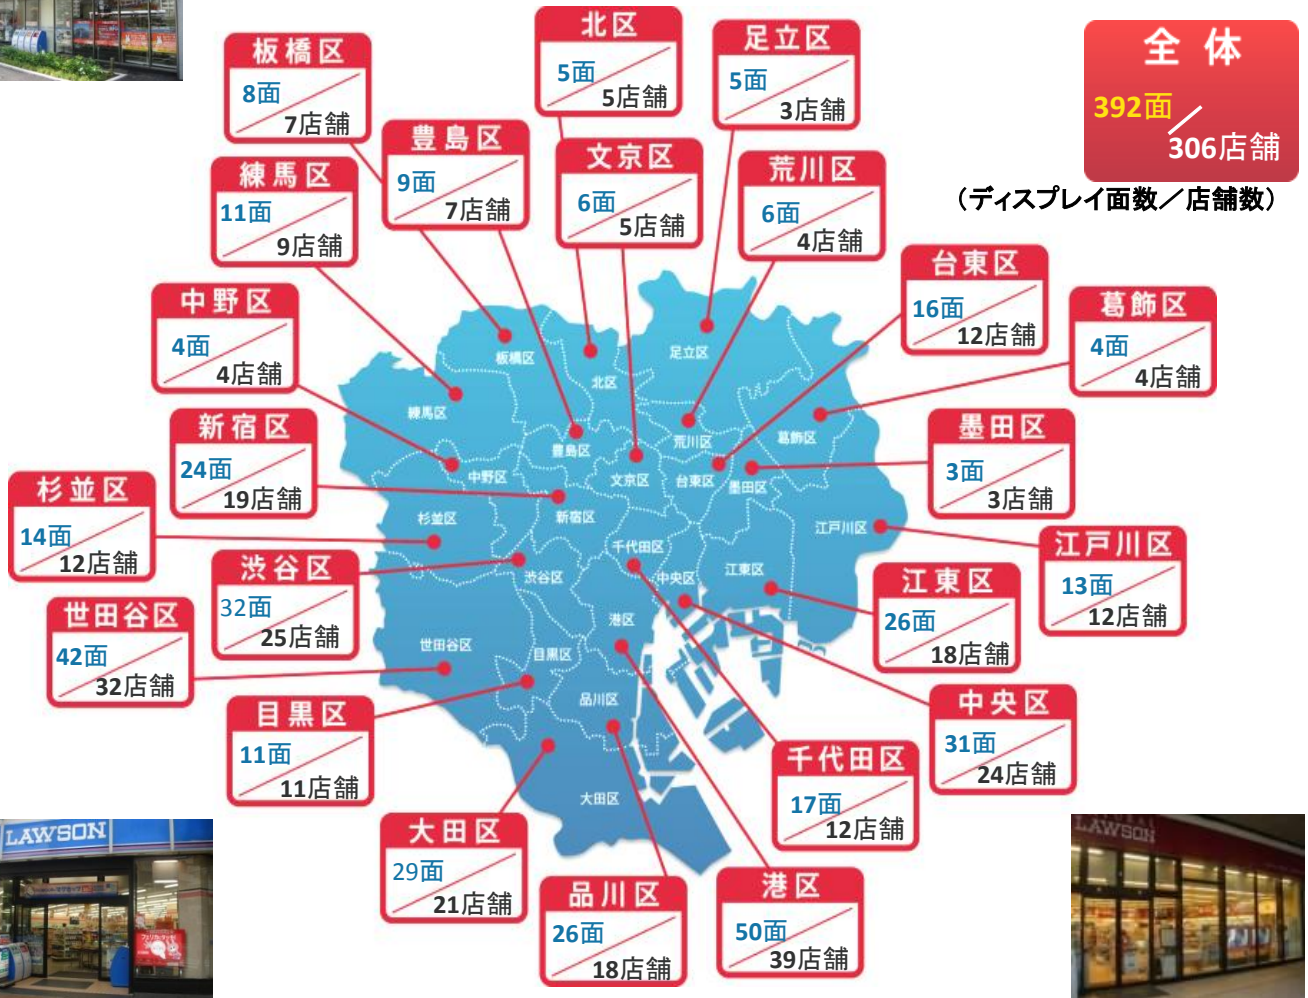 北区
5面
5店舗
足立区
5面
3店舗
全体
392面
306店舗
（ディスプレイ面数／店舗数）
板橋区
8面
7店舗
豊島区
9面
7店舗
文京区
6面
5店舗
荒川区
6面
4店舗
練馬区
11面
9店舗
台東区
16面
12店舗
中野区
4面
4店舗
葛飾区
4面
4店舗
新宿区
24面
19店舗
墨田区
3面
3店舗
杉並区
14面
12店舗
江戸川区
13面
12店舗
渋谷区
32面
25店舗
江東区
26面
18店舗
世田谷区
42面
32店舗
目黒区
11面
11店舗
中央区
31面
24店舗
千代田区
17面
12店舗
大田区
29面
21店舗
品川区
26面
18店舗
港区
50面
39店舗
板橋区
足立区
北区
練馬区
荒川区
葛飾区
豊島区
中野区
文京区
台東区
墨田区
杉並区
新宿区
江戸川区
千代田区
渋谷区
中央区
江東区
港区
世田谷区
目黒区
品川区
大田区
LAWSON
LAWSON